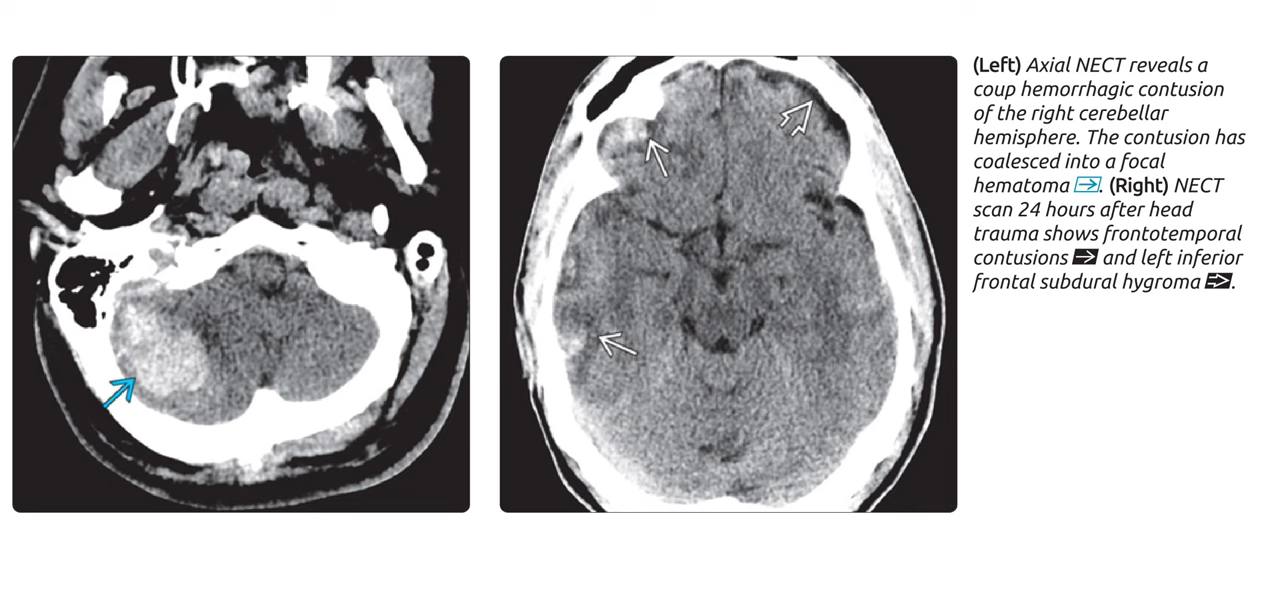 (Left) Axial NECT reveals a
coup hemorrhagic contusion
of the right cerebellar
hemisphere. The contusion has
coalesced into a focal
hematoma. (Right) NECT
scan 24 hours after head
trauma shows frontotemporal
contusions and left inferior
frontal subdural hygroma.